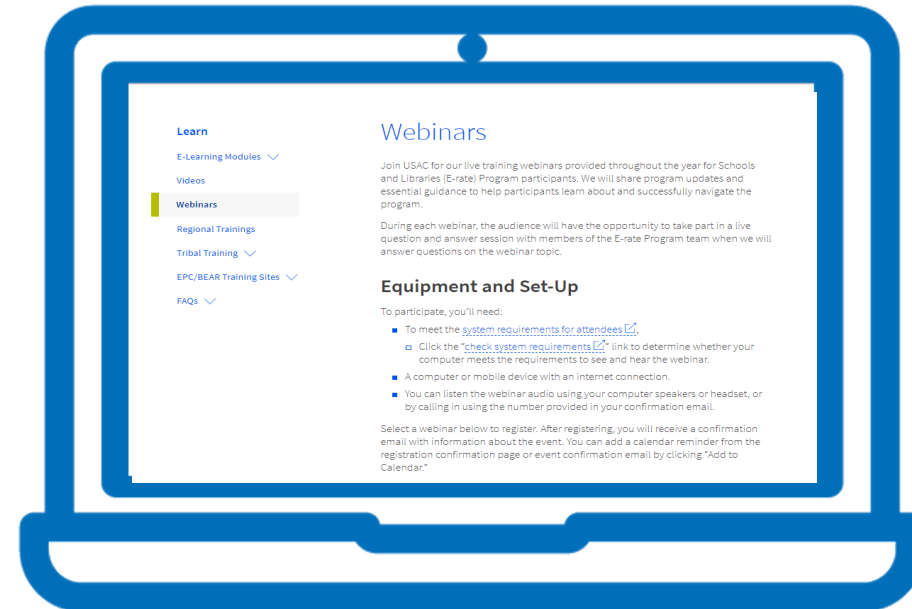 Learn
E-Learning Modules
Videos
Webinars
Regional Trainings
Tribal Training
EPC/BEAR Training Sites
FAQs
Webinars
Join USAC for our live training webinars provided throughout the year for Schools
and Libraries (E-rate) Program participants. We will share program updates and
essential guidance to help participants learn about and successfully navigate the
program.
During each webinar, the audience will have the opportunity to take part in a live
question and answer session with members of the E-rate Program team when we will
answer questions on the webinar topic.
Equipment and Set-Up
To participate, you'll need:
To meet the system requirements for attendees.
Click the "check system requirements" link to determine whether your
computer meets the requirements to see and hear the webinar.
A computer or mobile device with an internet connection.
You can listen the webinar audio using your computer speakers or headset, or
by calling in using the number provided in your confirmation email.
Select a webinar below to register. After registering, you will receive a confirmation
email with information about the event. You can add a calendar reminder from the
registration confirmation page or event confirmation email by clicking "Add to
Calendar."